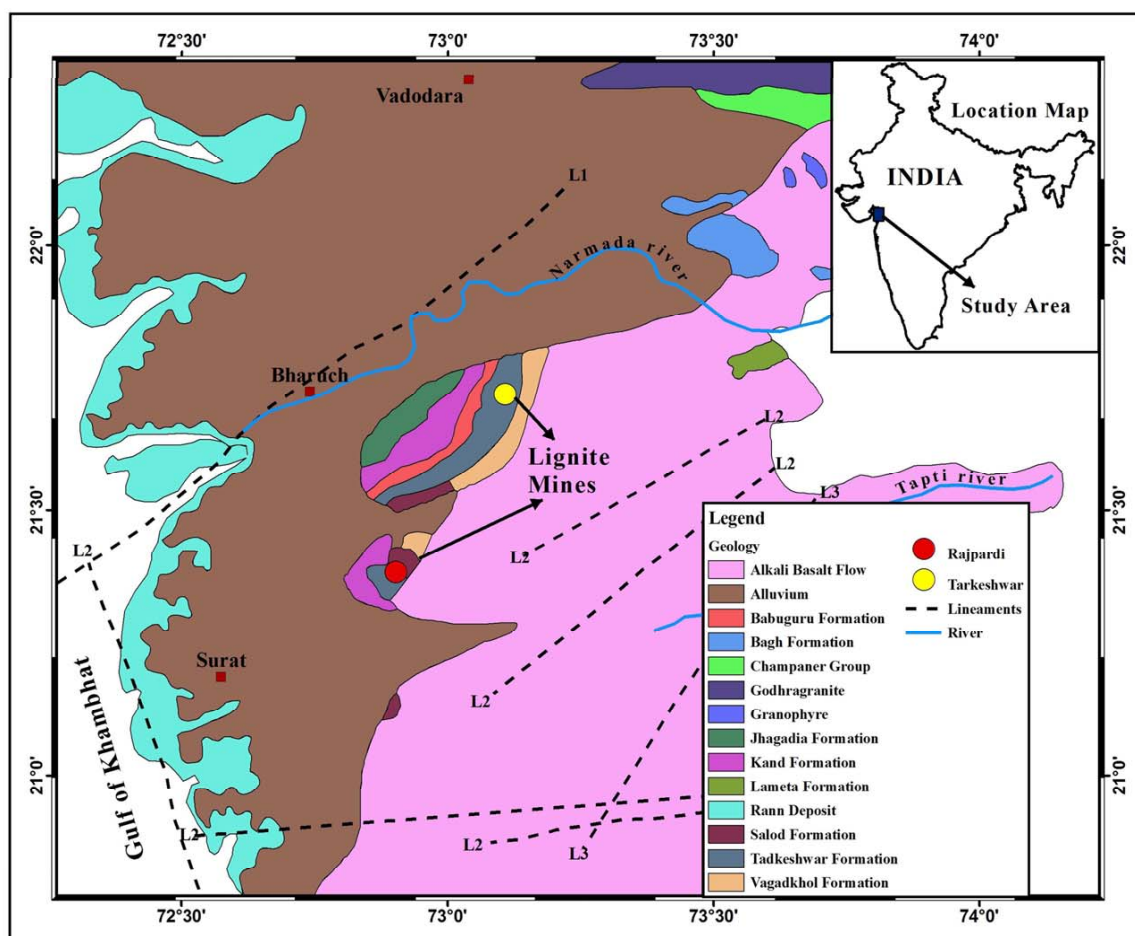 72°30'
73°0'
73°30'
74°0'
Vadodara
Location Map
INDIA
Study Area
L1
22°0'
22°0'
Narmada river
Bharuch
Lignite
Mines
L2
L2
L3
Tapti river
21°30'
21°30'
L2
L2
Surat
L2
Gulf of Khambhat
21°0'
21°0'
L2
L2
L3
Legend
Geology
Alkali Basalt Flow
Alluvium
Babuguru Formation
Bagh Formation
Champaner Group
Godhragranite
Granophyre
Jhagadia Formation
Kand Formation
Lameta Formation
Rann Deposit
Salod Formation
Tadkeshwar Formation
Vagadkhol Formation
Rajpardi
Tarkeshwar
Lineaments
River
72°30'
73°0'
73°30'
74°0'